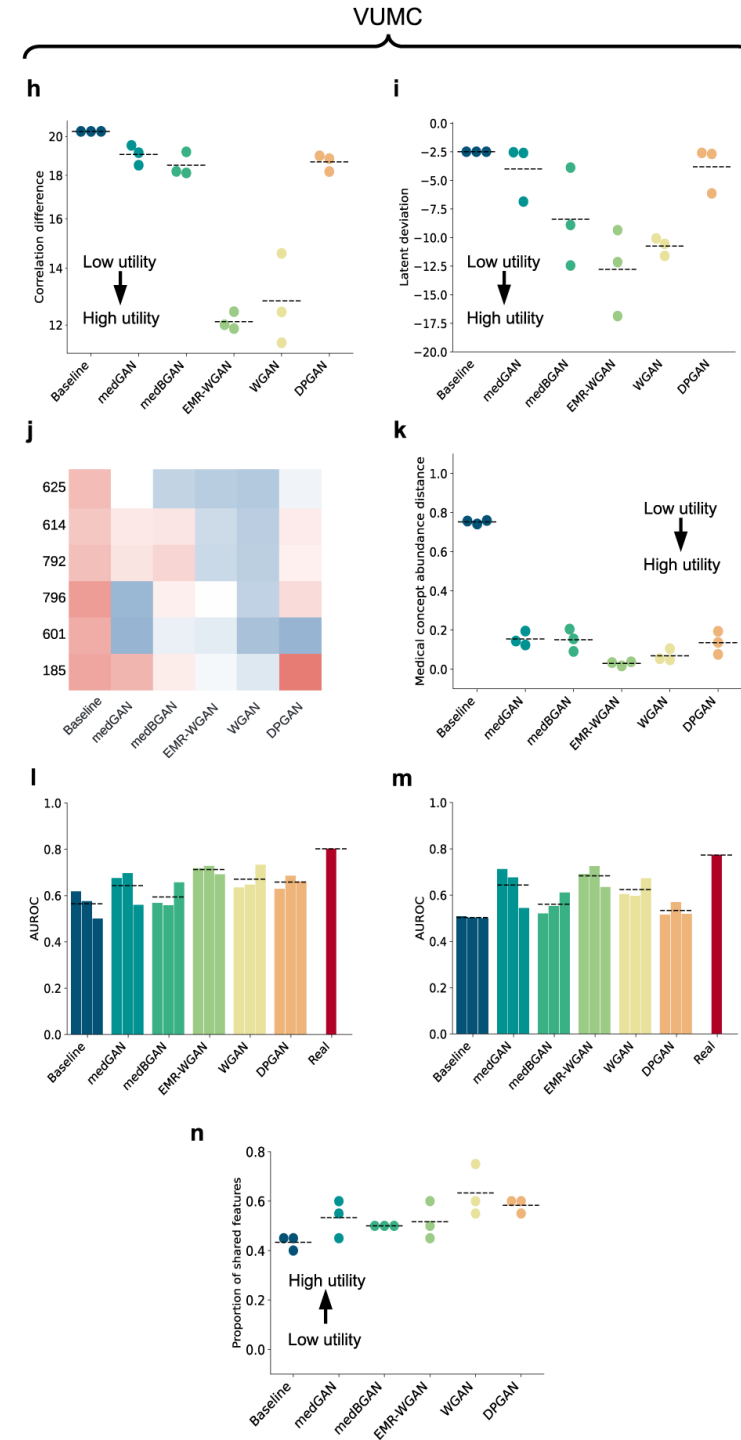 VUMC
h
20
18
16
14
12
Correlation difference
Low utility
High utility
Baseline
medGAN
medBGAN
EMR-WGAN
WGAN
DPGAN
i
0.0
−2.5
−5.0
−7.5
−10.0
−12.5
−15.0
−17.5
−20.0
Latent deviation
Low utility
High utility
Baseline
medGAN
medBGAN
EMR-WGAN
WGAN
DPGAN
j
625
614
792
796
601
185
Baseline
medGAN
medBGAN
EMR-WGAN
WGAN
DPGAN
k
1.0
0.8
0.6
0.4
0.2
0.0
Medical concept abundance distance
Low utility
High utility
Baseline
medGAN
medBGAN
EMR-WGAN
WGAN
DPGAN
l
1.0
0.8
0.6
0.4
0.2
0.0
AUROC
Baseline
medGAN
medBGAN
EMR-WGAN
WGAN
DPGAN
Real
m
1.0
0.8
0.6
0.4
0.2
0.0
AUROC
Baseline
medGAN
medBGAN
EMR-WGAN
WGAN
DPGAN
Real
n
0.8
0.6
0.4
0.2
0.0
Proportion of shared features
High utility
Low utility
Baseline
medGAN
medBGAN
EMR-WGAN
WGAN
DPGAN